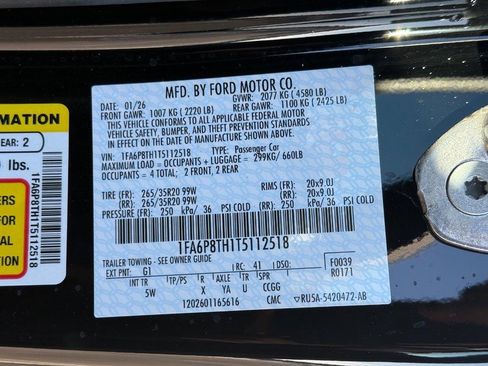 MFD. BY FORD MOTOR CO.
DATE: 01/26 GVWR: 2077 KG ( 4580 LB)
FRONT GAWR: 1007 KG ( 2220 LB) REAR GAWR: 1100 KG ( 2425 LB)
THIS VEHICLE CONFORMS TO ALL APPLICABLE FEDERAL MOTOR
VEHICLE SAFETY, BUMPER, AND THEFT PREVENTION STANDARDS
IN EFFECT ON THE DATE OF MANUFACTURE SHOWN ABOVE.
VIN: 1FA6P8TH1T5112518 TYPE: Passenger Car
MAXIMUM LOAD = OCCUPANTS + LUGGAGE = 299KG/ 660LB
OCCUPANTS = 4 TOTAL; 2 FRONT, 2 REAR
TIRE (FR): 265/35R20 99W RIMS (FR): 20x9.0J
(RR): 265/35R20 99W (RR): 20x9.0J
PRESSURE (FR): 250 kPa/ 36 PSI COLD (RR): 250 kPa/ 36 PSI COLD
1FA6P8TH1T5112518
TRAILER TOWING - SEE OWNER GUIDE F0039
EXT PNT: G1 RC: 41 DSO: R0171
INT TR TP/PS R AXLE TR SPR
5W X YA U CCGG
1202601165616 CMC RU5A-5420472-AB
MATION
EAR: 2
lbs.
ERS
1FA6P8TH1T5112518